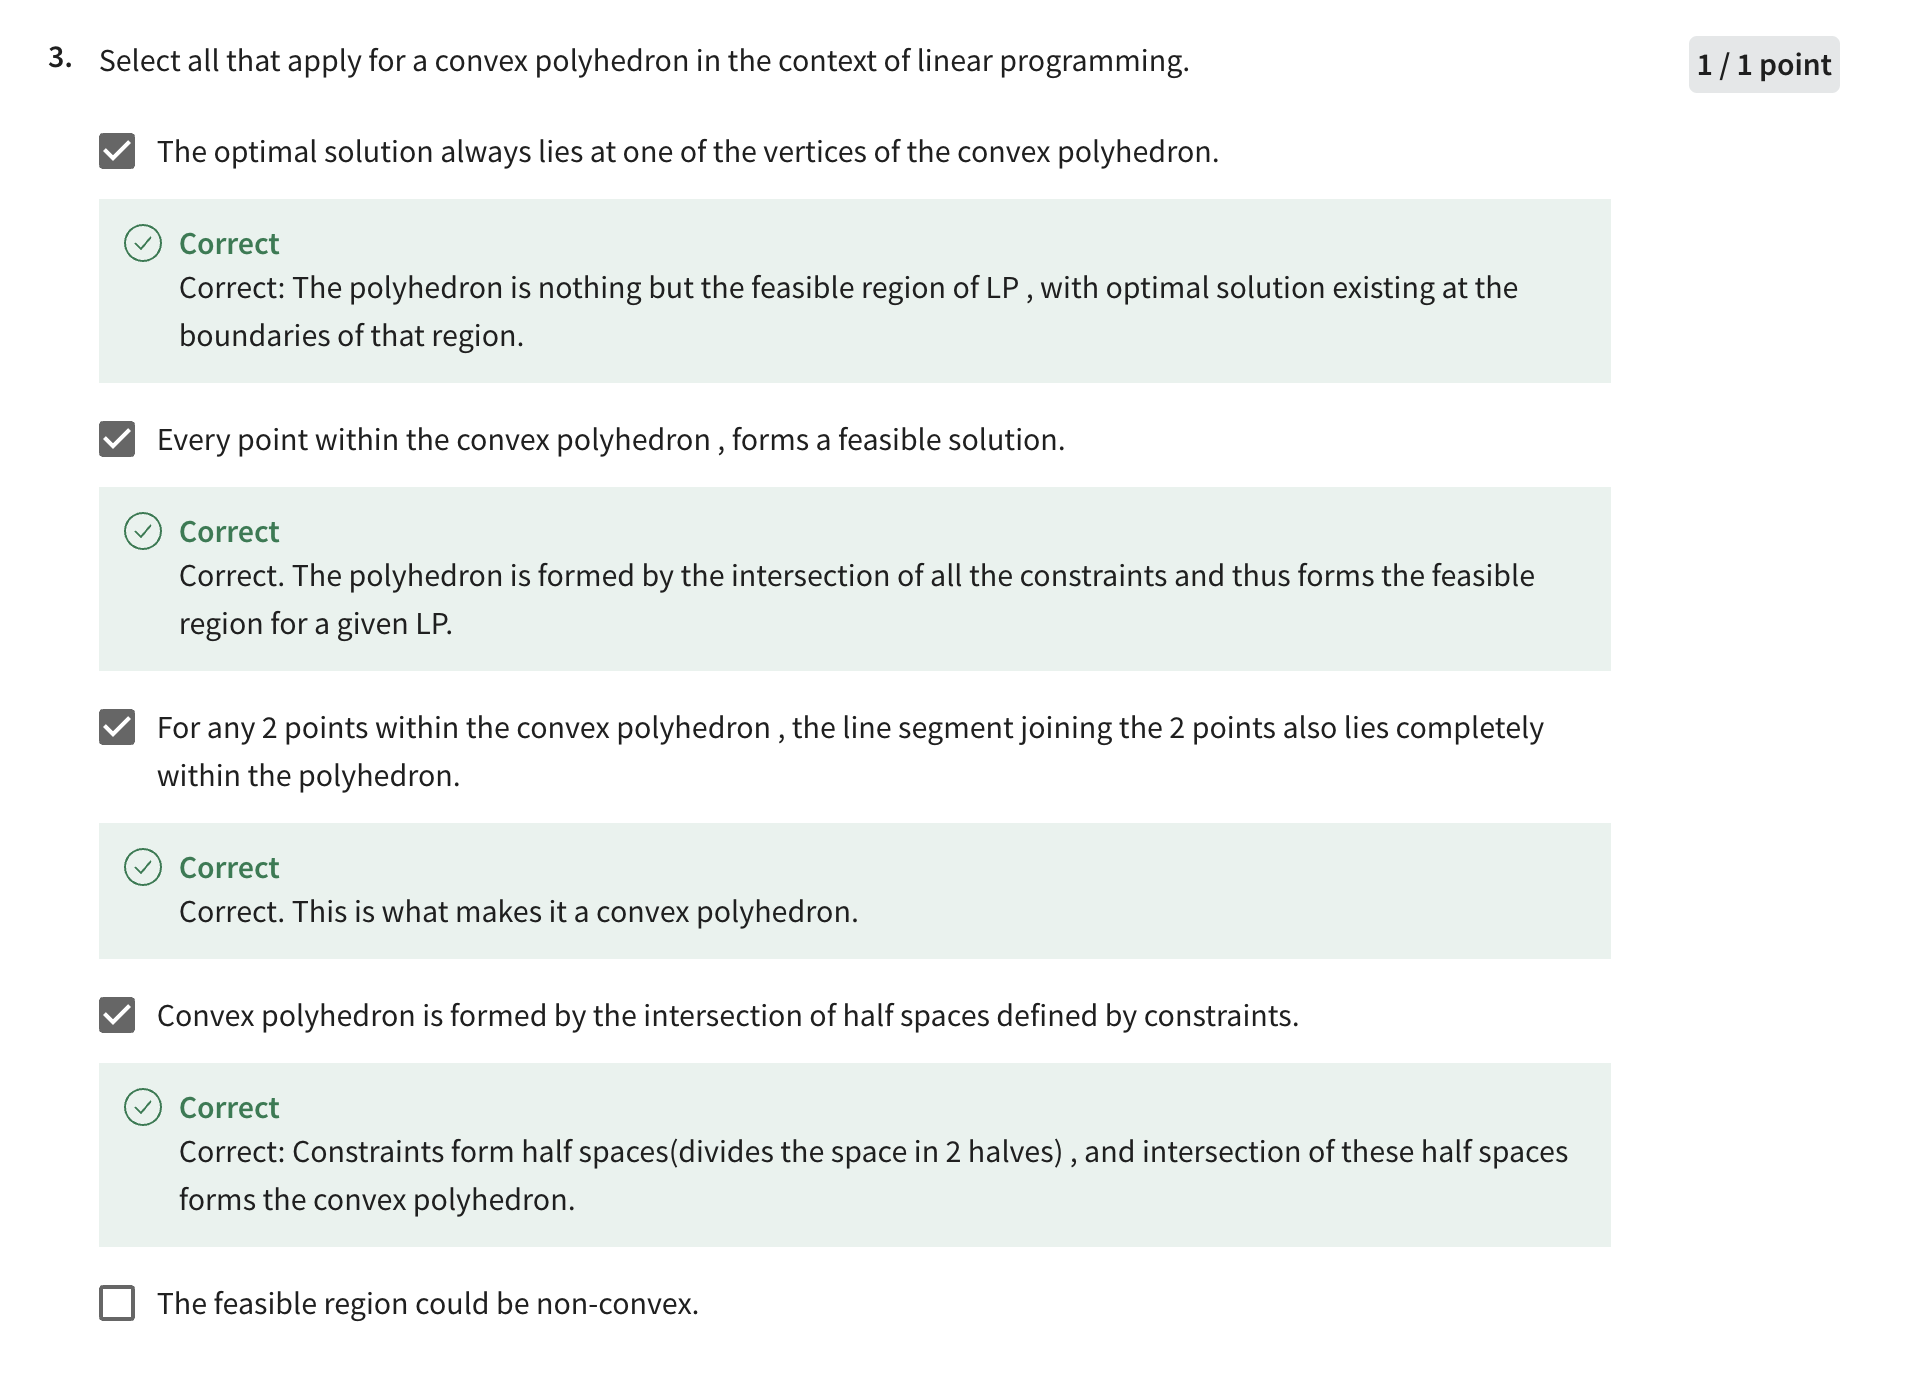 3. Select all that apply for a convex polyhedron in the context of linear programming.
1 / 1 point
The optimal solution always lies at one of the vertices of the convex polyhedron.
Correct
Correct: The polyhedron is nothing but the feasible region of LP , with optimal solution existing at the
boundaries of that region.
Every point within the convex polyhedron , forms a feasible solution.
Correct
Correct. The polyhedron is formed by the intersection of all the constraints and thus forms the feasible
region for a given LP.
For any 2 points within the convex polyhedron , the line segment joining the 2 points also lies completely
within the polyhedron.
Correct
Correct. This is what makes it a convex polyhedron.
Convex polyhedron is formed by the intersection of half spaces defined by constraints.
Correct
Correct: Constraints form half spaces(divides the space in 2 halves) , and intersection of these half spaces
forms the convex polyhedron.
The feasible region could be non-convex.